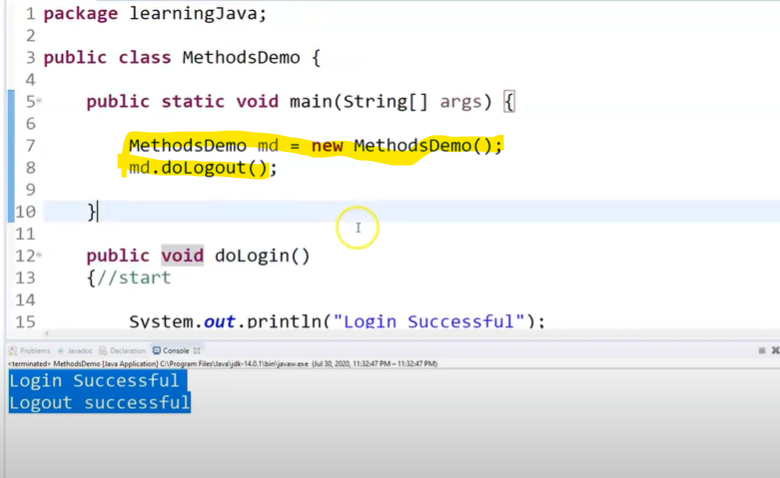 1 package learningJava;
2
3 public class MethodsDemo {
4
5 public static void main(String[] args) {
6
7 MethodsDemo md = new MethodsDemo();
8 md.doLogout();
9
10 }
11
12 public void doLogin()
13 {//start
14
15 System.out.println("Login Successful");
Problems Javadoc Declaration Console
<terminated> MethodsDemo [Java Application] C:\Program Files\Java\jdk-14.0.1\bin\javaw.exe (Jul 30, 2020, 11:32:47 PM – 11:32:47 PM)
Login Successful
Logout successful